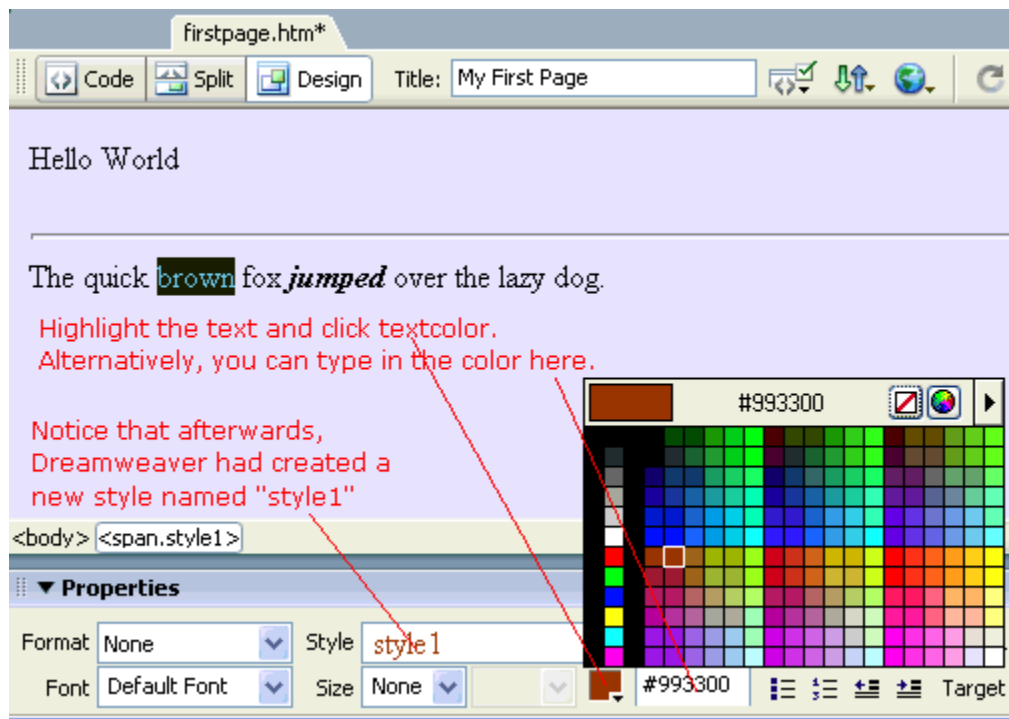 firstpage.htm*
Code Split Design Title: My First Page
Hello World
The quick brown fox jumped over the lazy dog.
Highlight the text and click textcolor.
Alternatively, you can type in the color here.
#993300
Notice that afterwards,
Dreamweaver had created a
new style named "style1"
<body> <span.style1>
Properties
Format None Style style1
Font Default Font Size None #993300 Target